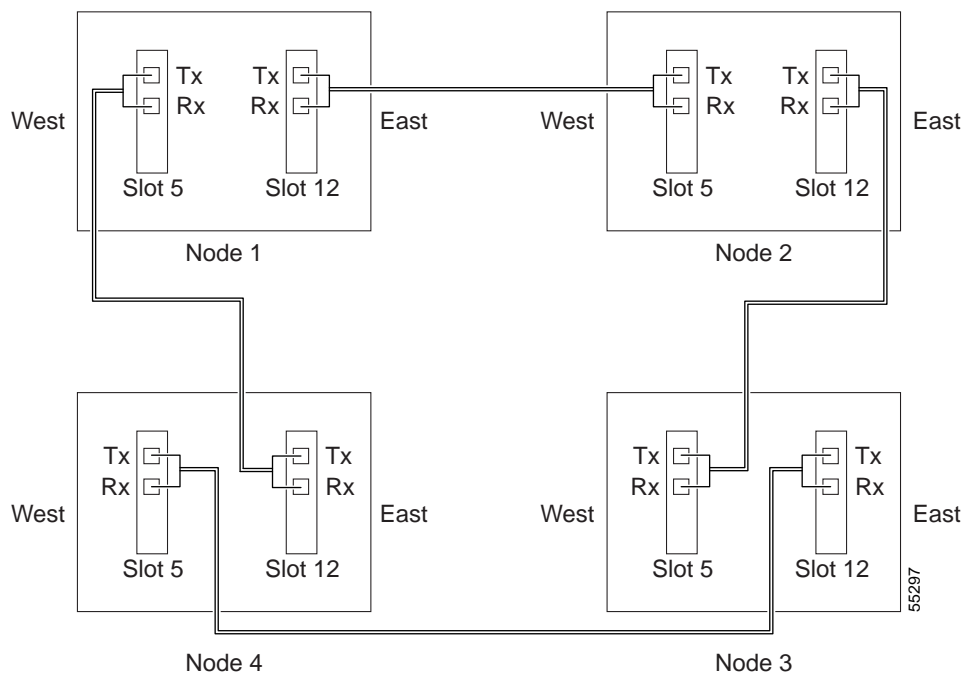 Tx Tx Tx Tx
Rx Rx Rx Rx
West East West East
Slot 5 Slot 12 Slot 5 Slot 12
Node 1 Node 2
Tx Tx Tx Tx
Rx Rx Rx Rx
West East West East
Slot 5 Slot 12 Slot 5 Slot 12
55297
Node 4 Node 3